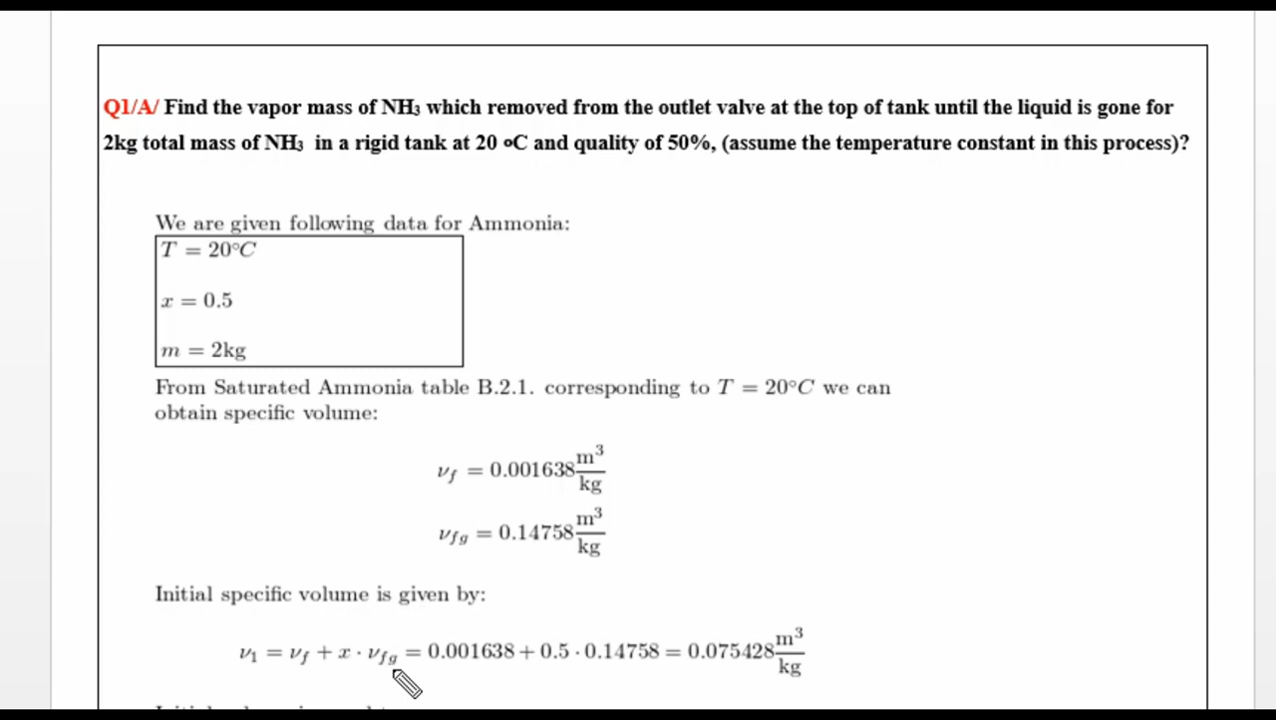 Q1/A/ Find the vapor mass of NH₃ which removed from the outlet valve at the top of tank until the liquid is gone for
2kg total mass of NH₃ in a rigid tank at 20 oC and quality of 50%, (assume the temperature constant in this process)?
We are given following data for Ammonia:
T = 20°C
x = 0.5
m = 2kg
From Saturated Ammonia table B.2.1. corresponding to T = 20°C we can
obtain specific volume:
ν_f = 0.001638 m³/kg
ν_fg = 0.14758 m³/kg
Initial specific volume is given by:
ν₁ = ν_f + x · ν_fg = 0.001638 + 0.5 · 0.14758 = 0.075428 m³/kg